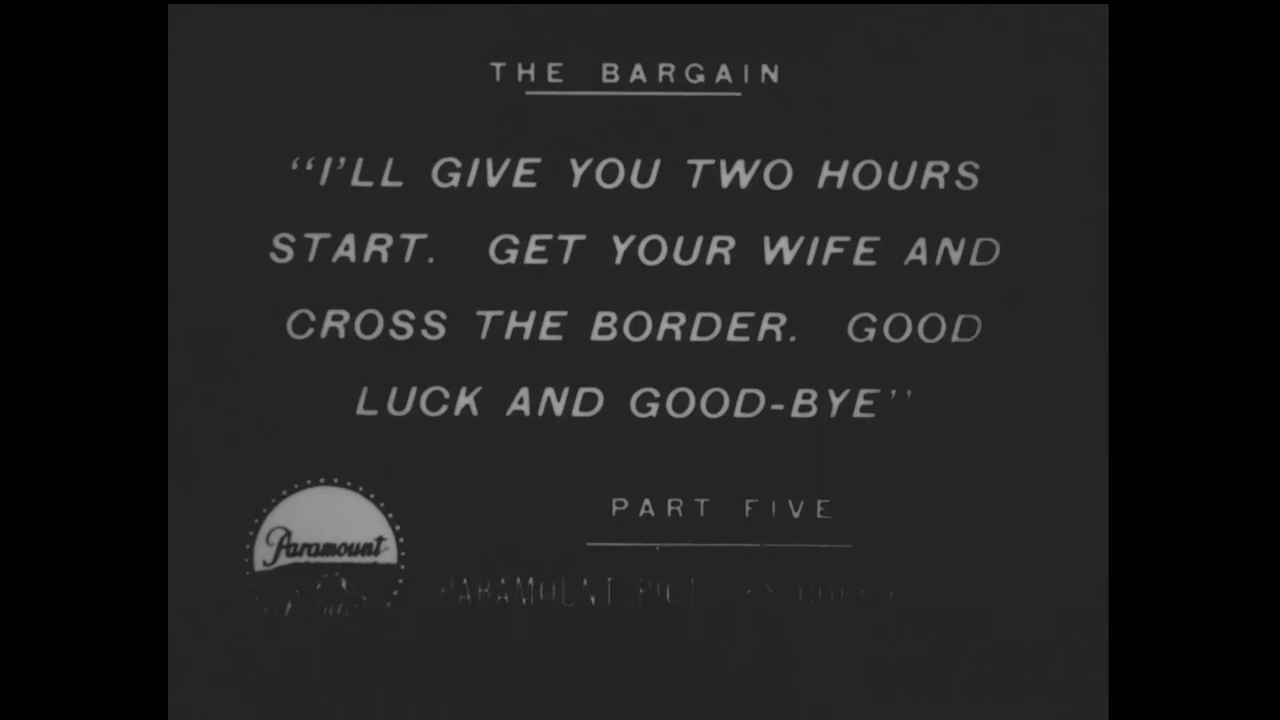 THE BARGAIN
"I'LL GIVE YOU TWO HOURS
START. GET YOUR WIFE AND
CROSS THE BORDER. GOOD
LUCK AND GOOD-BYE"
PART FIVE
Paramount
PARAMOUNT